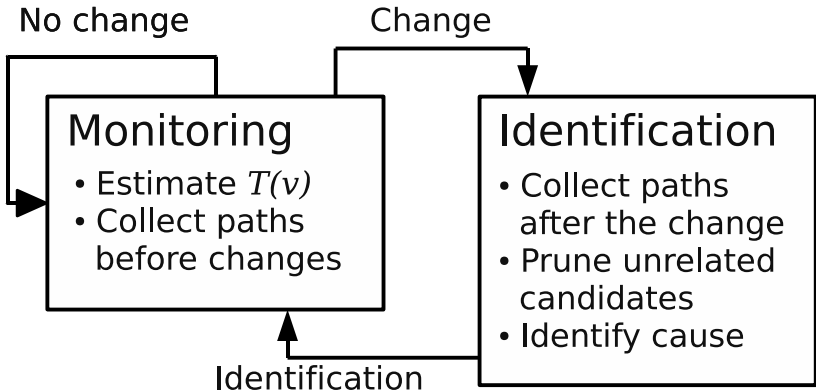 No change
Change
Monitoring
• Estimate T(v)
• Collect paths
before changes
Identification
• Collect paths
after the change
• Prune unrelated
candidates
• Identify cause
Identification